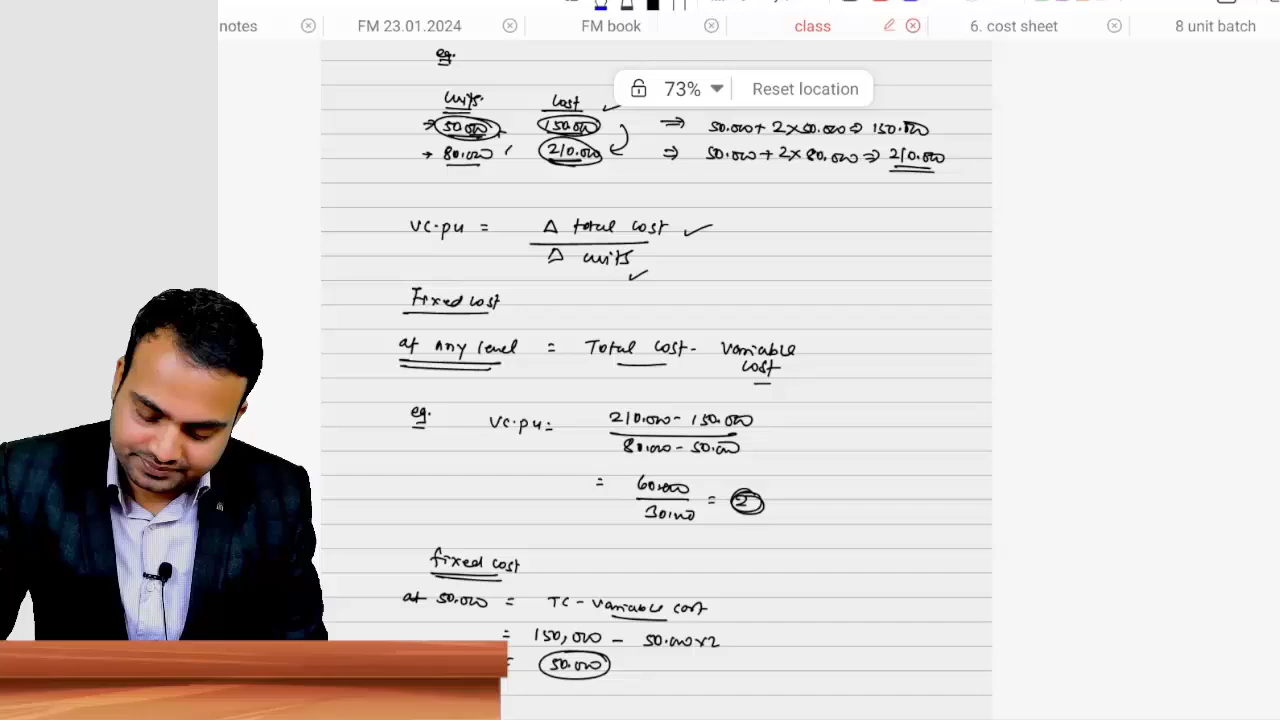 notes FM 23.01.2024 FM book class 6. cost sheet 8 unit batch
eg.
73% Reset location
units cost
→ 50.000 150.000 ⇒ 50.000 + 2 × 50.000 ⇒ 150.000
→ 80.000 210.000 ⇒ 50.000 + 2 × 80.000 ⇒ 210.000
VC.pu = Δ total cost
Δ units
Fixed cost
at Any level = Total cost - Variable
cost
eg. VC.pu = 210.000 - 150.000
80.000 - 50.000
= 60.000 = 2
30.000
fixed cost
at 50.000 = TC - Variable cost
= 150,000 - 50.000 × 2
= 50.000